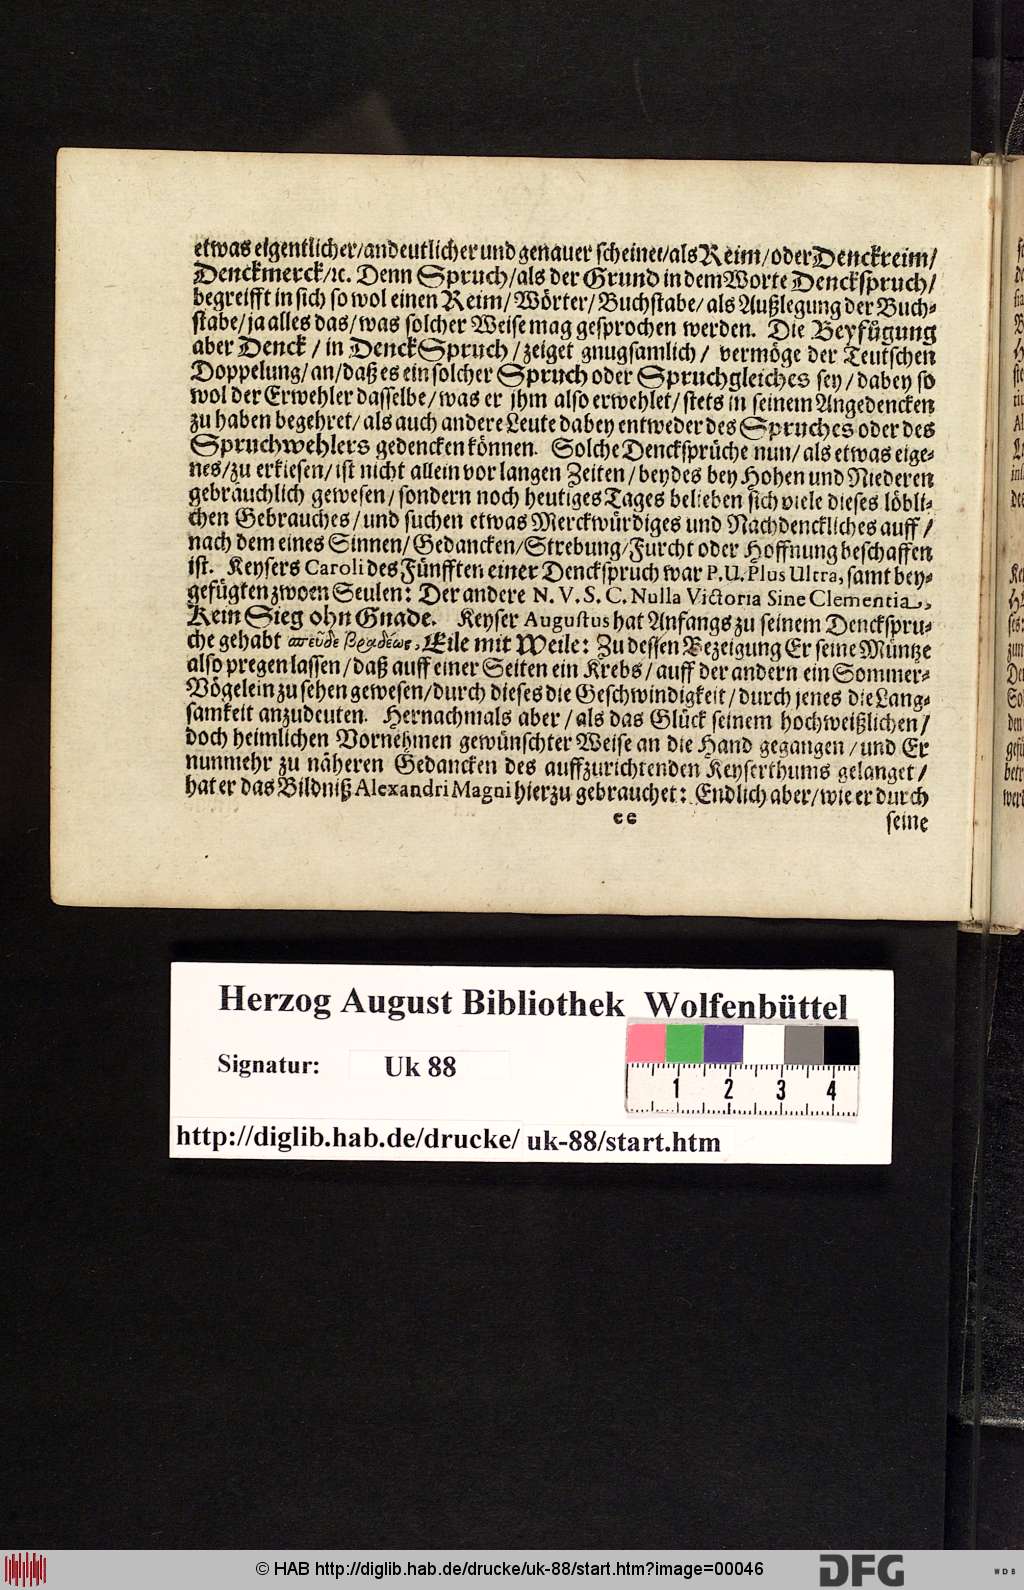 etwas eigentlicher/andeutlicher und genauer scheinet/als Reim/oder Denckreim/
Denckmerck/ꝛc. Denn Spruch/als der Grund in dem Worte Denckspruch/
begreifft in sich so wol einen Reim/Wörter/Buchstabe/als Außlegung der Buch-
stabe/ja alles das/was solcher Weise mag gesprochen werden. Die Beyfügung
aber Denck/in DenckSpruch/zeiget gnugsamlich/ vermöge der Teutschen
Doppelung/an/daß es ein solcher Spruch oder Spruchgleiches sey/dabey so
wol der Erwehler dasselbe/was er jhm also erwehlet/stets in seinem Angedencken
zu haben begehret/als auch andere Leute dabey entweder des Spruches oder des
Spruchwehlers gedencken können. Solche Dencksprüche nun/als etwas eige-
nes/zu erkiesen/ist nicht allein vor langen Zeiten/beydes bey Hohen und Niederen
gebräuchlich gewesen/sondern noch heutiges Tages belieben sich viele dieses löbli-
chen Gebrauches/und suchen etwas Merckwürdiges und Nachdenckliches auff/
nach dem eines Sinnen/Gedancken/Strebung/Furcht oder Hoffnung beschaffen
ist. Keysers Caroli des Fünfften einer Denckspruch war P.U. Plus Ultra, samt bey-
gefügten zwoen Seulen: Der andere N. V. S. C. Nulla Victoria Sine Clementia,
Kein Sieg ohn Gnade. Keyser Augustus hat Anfangs zu seinem Denckspru-
che gehabt σπεῦδε βραδέως, Eile mit Weile: Zu dessen Bezeigung Er seine Müntze
also pregen lassen/daß auff einer Seiten ein Krebs/auff der andern ein Sommer-
Vögelein zu sehen gewesen/durch dieses die Geschwindigkeit/durch jenes die Lang-
samkeit anzudeuten. Hernachmals aber/als das Glück seinem hochweißlichen/
doch heimlichen Vornehmen gewünschter Weise an die Hand gegangen/und Er
nunmehr zu näheren Gedancken des auffzurichtenden Keyserthums gelanget/
hat er das Bildniß Alexandri Magni hierzu gebrauchet: Endlich aber/wie er durch
cc seine
Herzog August Bibliothek Wolfenbüttel
Signatur: Uk 88
1 2 3 4
http://diglib.hab.de/drucke/ uk-88/start.htm
© HAB http://diglib.hab.de/drucke/uk-88/start.htm?image=00046
DFG
WDB